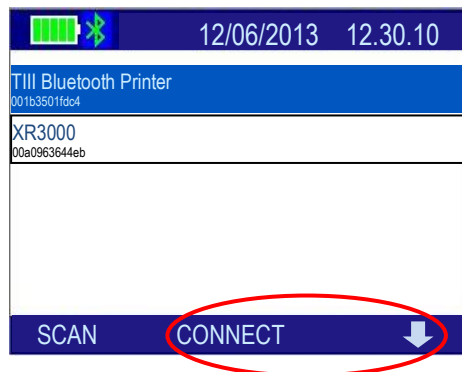 12/06/2013 12.30.10
TIII Bluetooth Printer
001b3501fdc4
XR3000
00a0963644eb
SCAN CONNECT